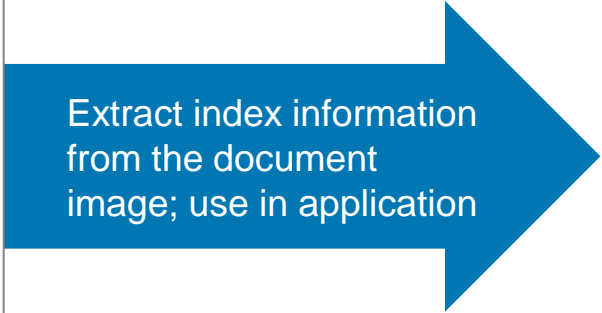 Extract index information
from the document
image; use in application